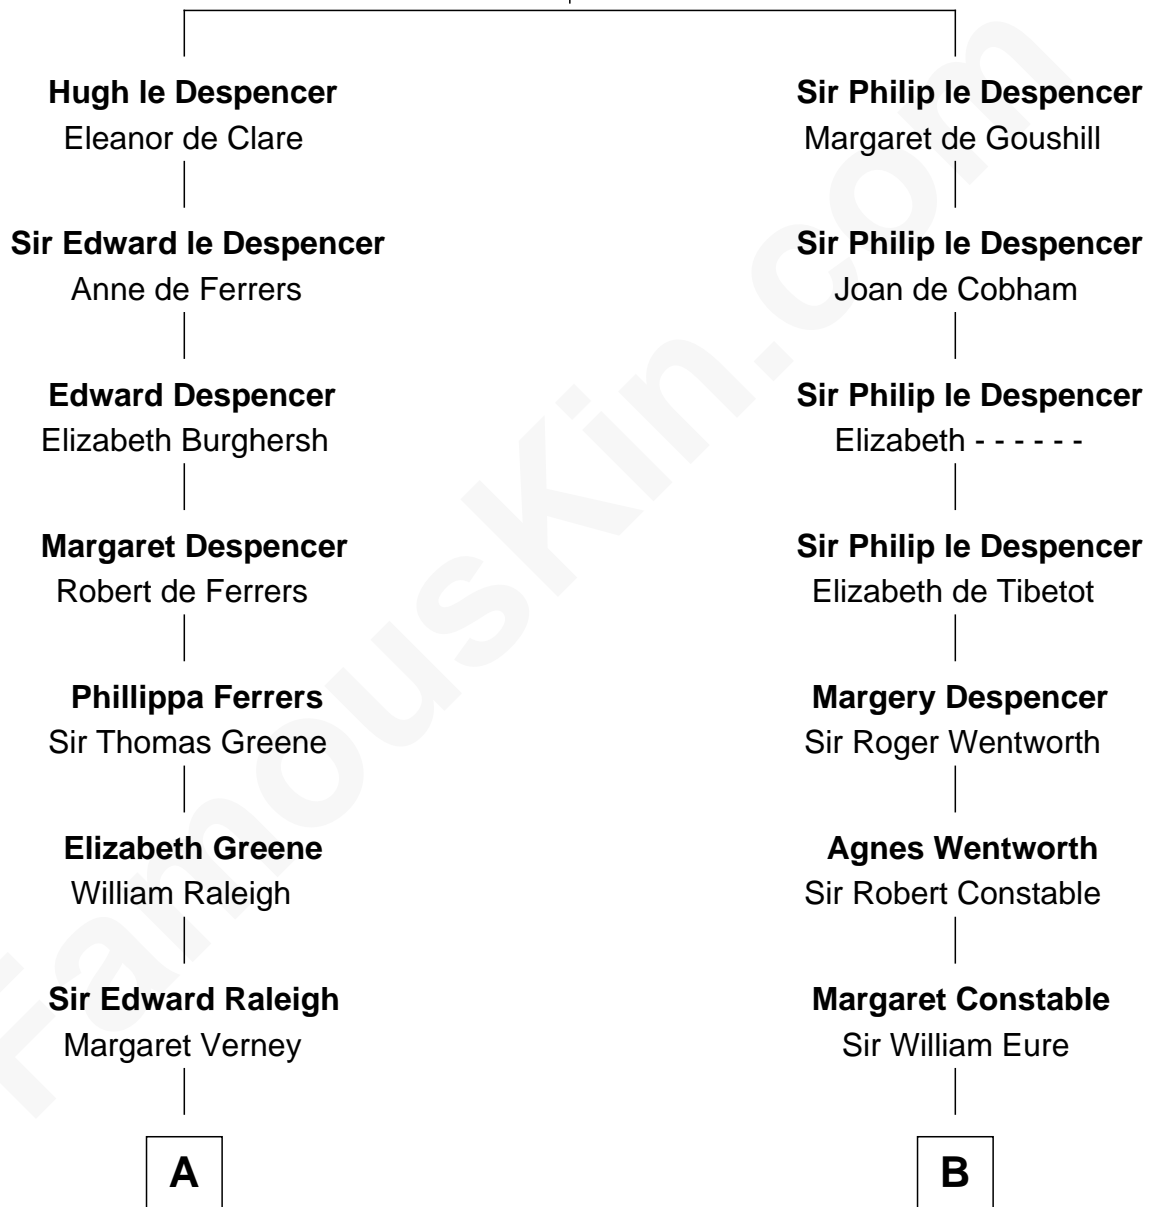 Hugh le Despencer
Eleanor de Clare
Sir Edward le Despencer
Anne de Ferrers
Edward Despencer
Elizabeth Burghersh
Margaret Despencer
Robert de Ferrers
Phillippa Ferrers
Sir Thomas Greene
Elizabeth Greene
William Raleigh
Sir Edward Raleigh
Margaret Verney
A
Sir Philip le Despencer
Margaret de Goushill
Sir Philip le Despencer
Joan de Cobham
Sir Philip le Despencer
Elizabeth - - - - - -
Sir Philip le Despencer
Elizabeth de Tibetot
Margery Despencer
Sir Roger Wentworth
Agnes Wentworth
Sir Robert Constable
Margaret Constable
Sir William Eure
B
FamousKin.com